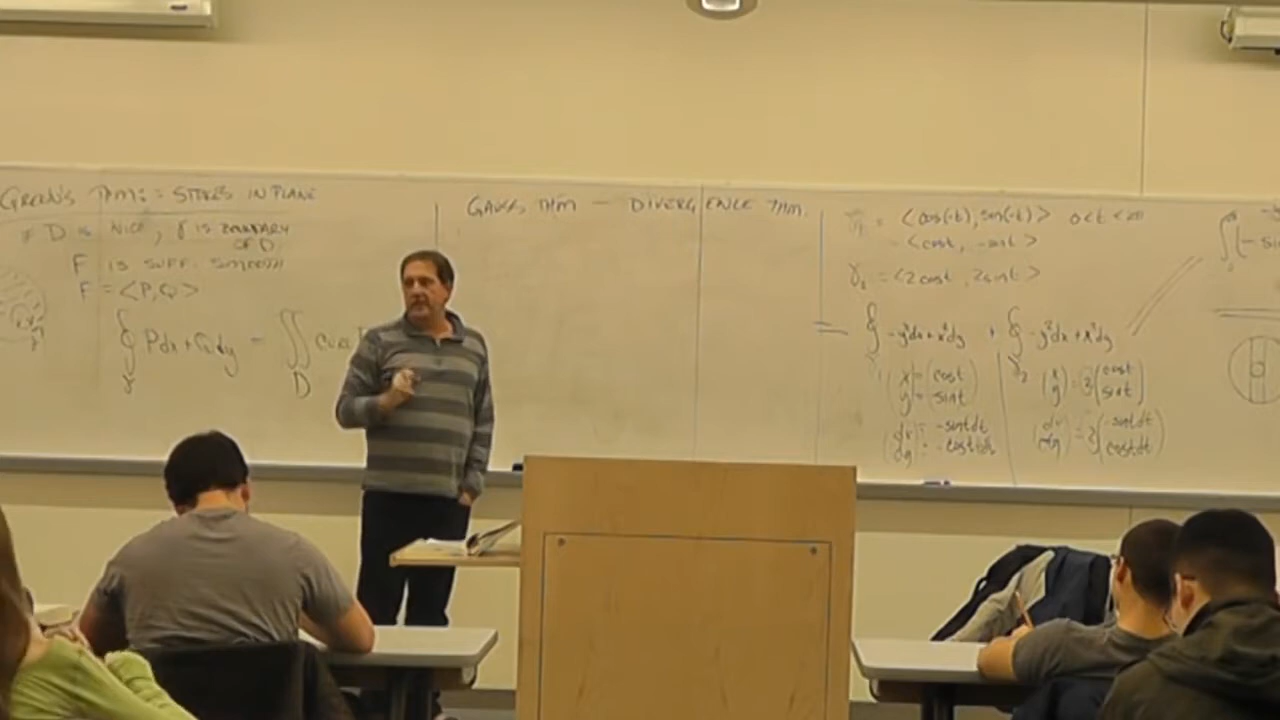 GREEN'S THM: = STOKES IN PLANE
IF D IS NICE, γ IS BOUNDARY
OF D.
F IS SUFF. SMOOTH
F = <P,Q>
∮ Pdx + Qdy = ∬ curl
γ D
GAUSS THM — DIVERGENCE THM.
= <cos(-t), sin(-t)> 0<t<2π
= <cost, -sint>
γ₂ = <2cost, 2sint>
= ∮ -y³dx + x³dy + ∮ -y³dx + x³dy
γ₁ γ₂
(x y) = (cost sint)
(x y) = 2(cost sint)
(dx dy) = -sintdt -costdt
(dx dy) = 2(-sintdt costdt)
∫ (-sin